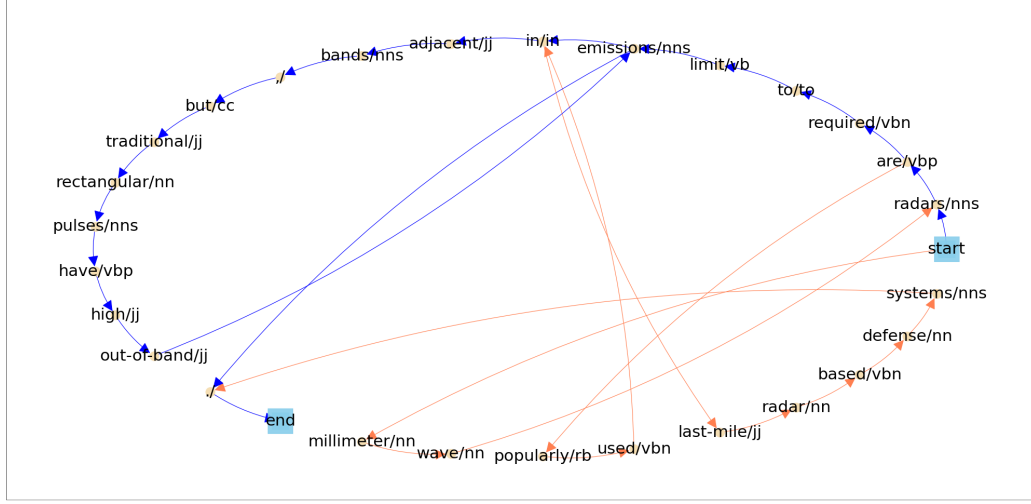 in/in
emissions/nns
adjacent/jj
bands/nns
limit/vb
,/
to/to
but/cc
required/vbn
traditional/jj
are/vbp
rectangular/nn
radars/nns
pulses/nns
start
have/vbp
systems/nns
high/jj
defense/nn
out-of-band/jj
based/vbn
./
radar/nn
end
last-mile/jj
millimeter/nn
used/vbn
wave/nn
popularly/rb